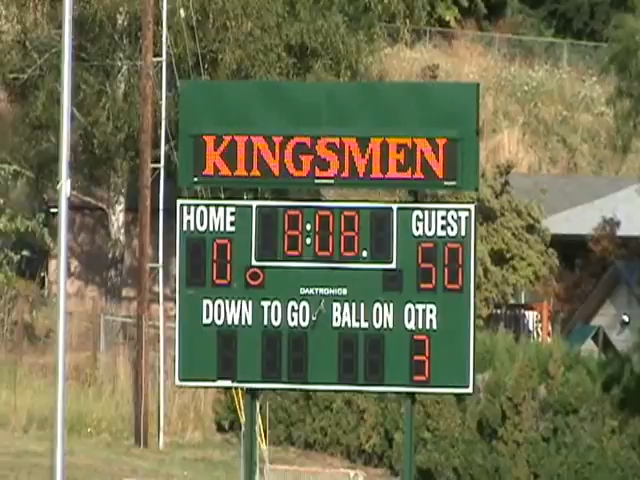 KINGSMEN
HOME 8:08. GUEST
0 50
DAKTRONICS
DOWN TO GO BALL ON QTR
3